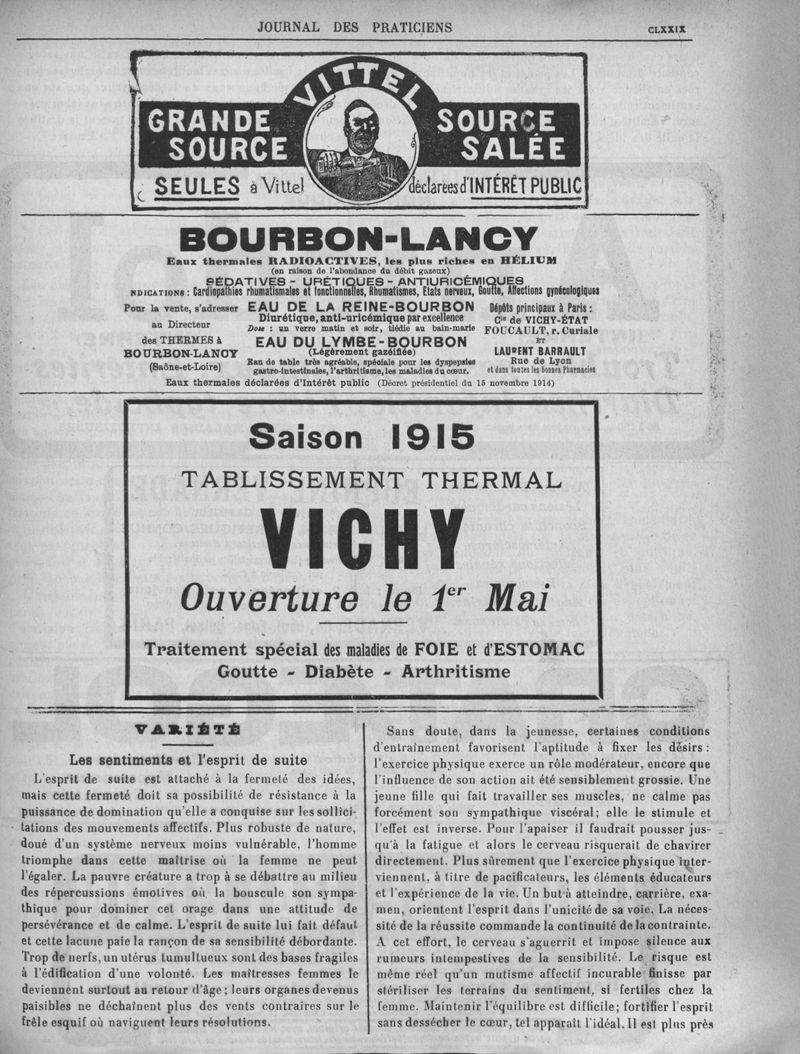 JOURNAL DES PRATICIENS
CLXXIX
VITTEL
GRANDE SOURCE
SOURCE SALÉE
SEULES à Vittel déclarées d'INTÉRÊT PUBLIC
BOURBON-LANCY
Eaux thermales RADIOACTIVES, les plus riches en HÉLIUM
(en raison de l'abondance du débit gazeux)
SÉDATIVES - URÉTIQUES - ANTIURICÉMIQUES
NDICATIONS : Cardiopathies rhumatismales et fonctionnelles, Rhumatismes, Etats nerveux, Goutte, Affections gynécologiques
Pour la vente, s'adresser
au Directeur
des THERMES à
BOURBON-LANCY
(Saône-et-Loire)
EAU DE LA REINE-BOURBON
Diurétique, anti-uricémique par excellence
Dose : un verre matin et soir, tiédie au bain-marie
EAU DU LYMBE-BOURBON
(Légèrement gazéifiée)
Eau de table très agréable, spéciale pour les dyspepsies
gastro-intestinales, l'arthritisme, les maladies du cœur.
Dépôts principaux à Paris :
Cie de VICHY-ÉTAT
FOUCAULT, r. Curiale
ET
LAURENT BARRAULT
Rue de Lyon
et dans toutes les bonnes Pharmacies
Eaux thermales déclarées d'Intérêt public (Décret présidentiel du 15 novembre 1914)
Saison 1915
TABLISSEMENT THERMAL
VICHY
Ouverture le 1er Mai
Traitement spécial des maladies de FOIE et d'ESTOMAC
Goutte - Diabète - Arthritisme
VARIÉTÉ
Les sentiments et l'esprit de suite
L'esprit de suite est attaché à la fermeté des idées,
mais cette fermeté doit sa possibilité de résistance à la
puissance de domination qu'elle a conquise sur les sollici-
tations des mouvements affectifs. Plus robuste de nature,
doué d'un système nerveux moins vulnérable, l'homme
triomphe dans cette maîtrise où la femme ne peut
l'égaler. La pauvre créature a trop à se débattre au milieu
des répercussions émotives où la bouscule son sympa-
thique pour dominer cet orage dans une attitude de
persévérance et de calme. L'esprit de suite lui fait défaut
et cette lacune paie la rançon de sa sensibilité débordante.
Trop de nerfs, un utérus tumultueux sont des bases fragiles
à l'édification d'une volonté. Les maîtresses femmes le
deviennent surtout au retour d'âge ; leurs organes devenus
paisibles ne déchaînent plus des vents contraires sur le
frêle esquif où naviguent leurs résolutions.
Sans doute, dans la jeunesse, certaines conditions
d'entraînement favorisent l'aptitude à fixer les désirs :
l'exercice physique exerce un rôle modérateur, encore que
l'influence de son action ait été sensiblement grossie. Une
jeune fille qui fait travailler ses muscles, ne calme pas
forcément son sympathique viscéral ; elle le stimule et
l'effet est inverse. Pour l'apaiser il faudrait pousser jus-
qu'à la fatigue et alors le cerveau risquerait de chavirer
directement. Plus sûrement que l'exercice physique inter-
viennent, à titre de pacificateurs, les éléments éducateurs
et l'expérience de la vie. Un but à atteindre, carrière, exa-
men, orientent l'esprit dans l'unicité de sa voie. La néces-
sité de la réussite commande la continuité de la contrainte.
A cet effort, le cerveau s'aguerrit et impose silence aux
rumeurs intempestives de la sensibilité. Le risque est
même réel qu'un mutisme affectif incurable finisse par
stériliser les terrains du sentiment, si fertiles chez la
femme. Maintenir l'équilibre est difficile ; fortifier l'esprit
sans dessécher le cœur, tel apparaît l'idéal. Il est plus près